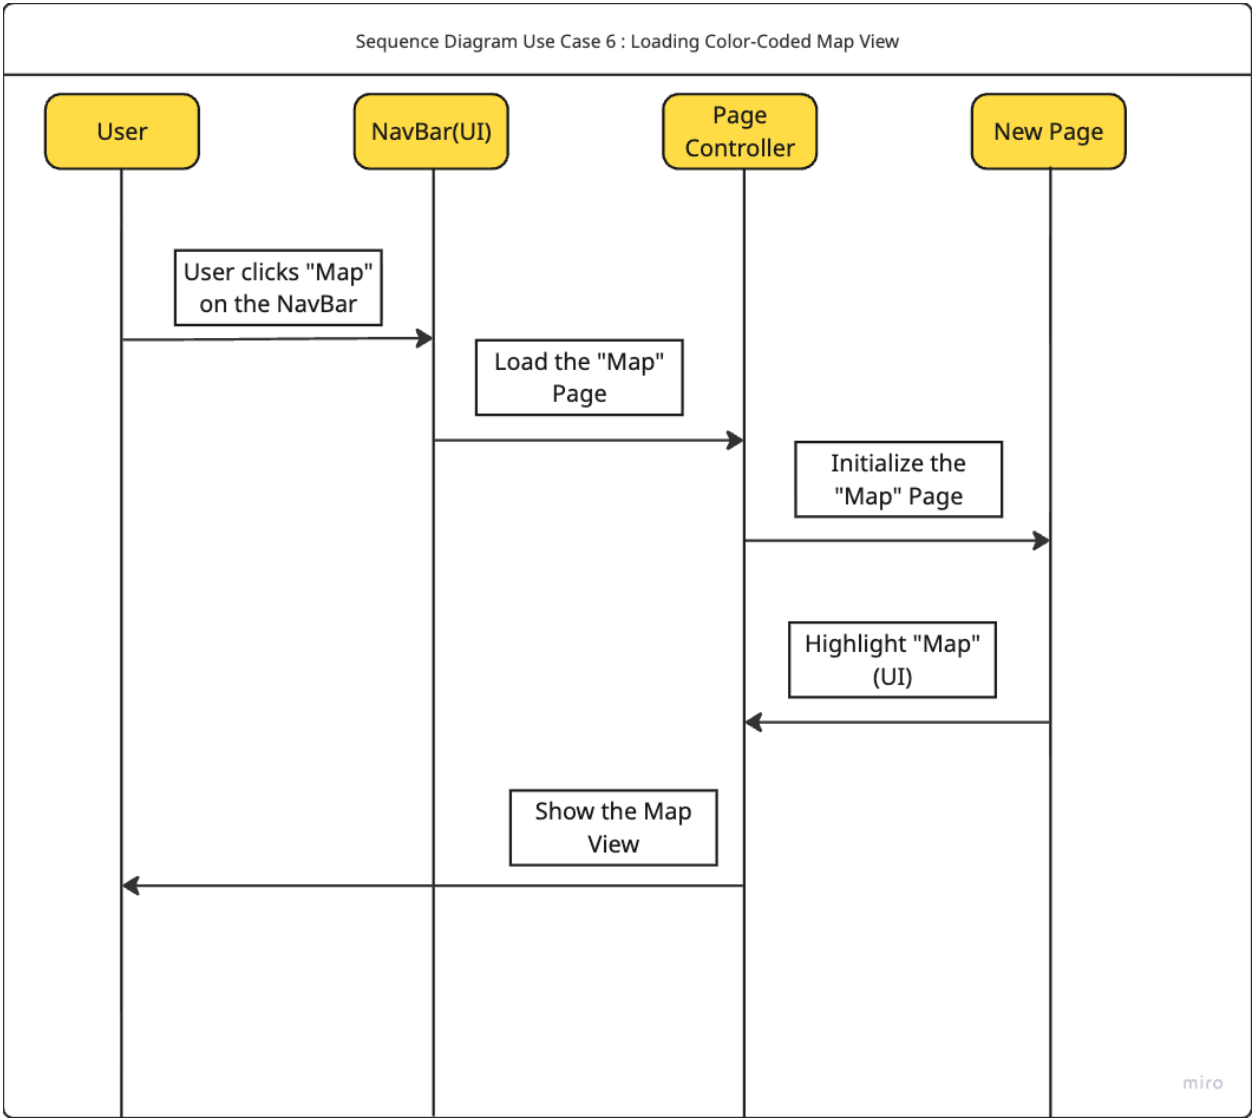 Sequence Diagram Use Case 6 : Loading Color-Coded Map View
User
NavBar(UI)
Page
Controller
New Page
User clicks "Map"
on the NavBar
Load the "Map"
Page
Initialize the
"Map" Page
Highlight "Map"
(UI)
Show the Map
View
miro